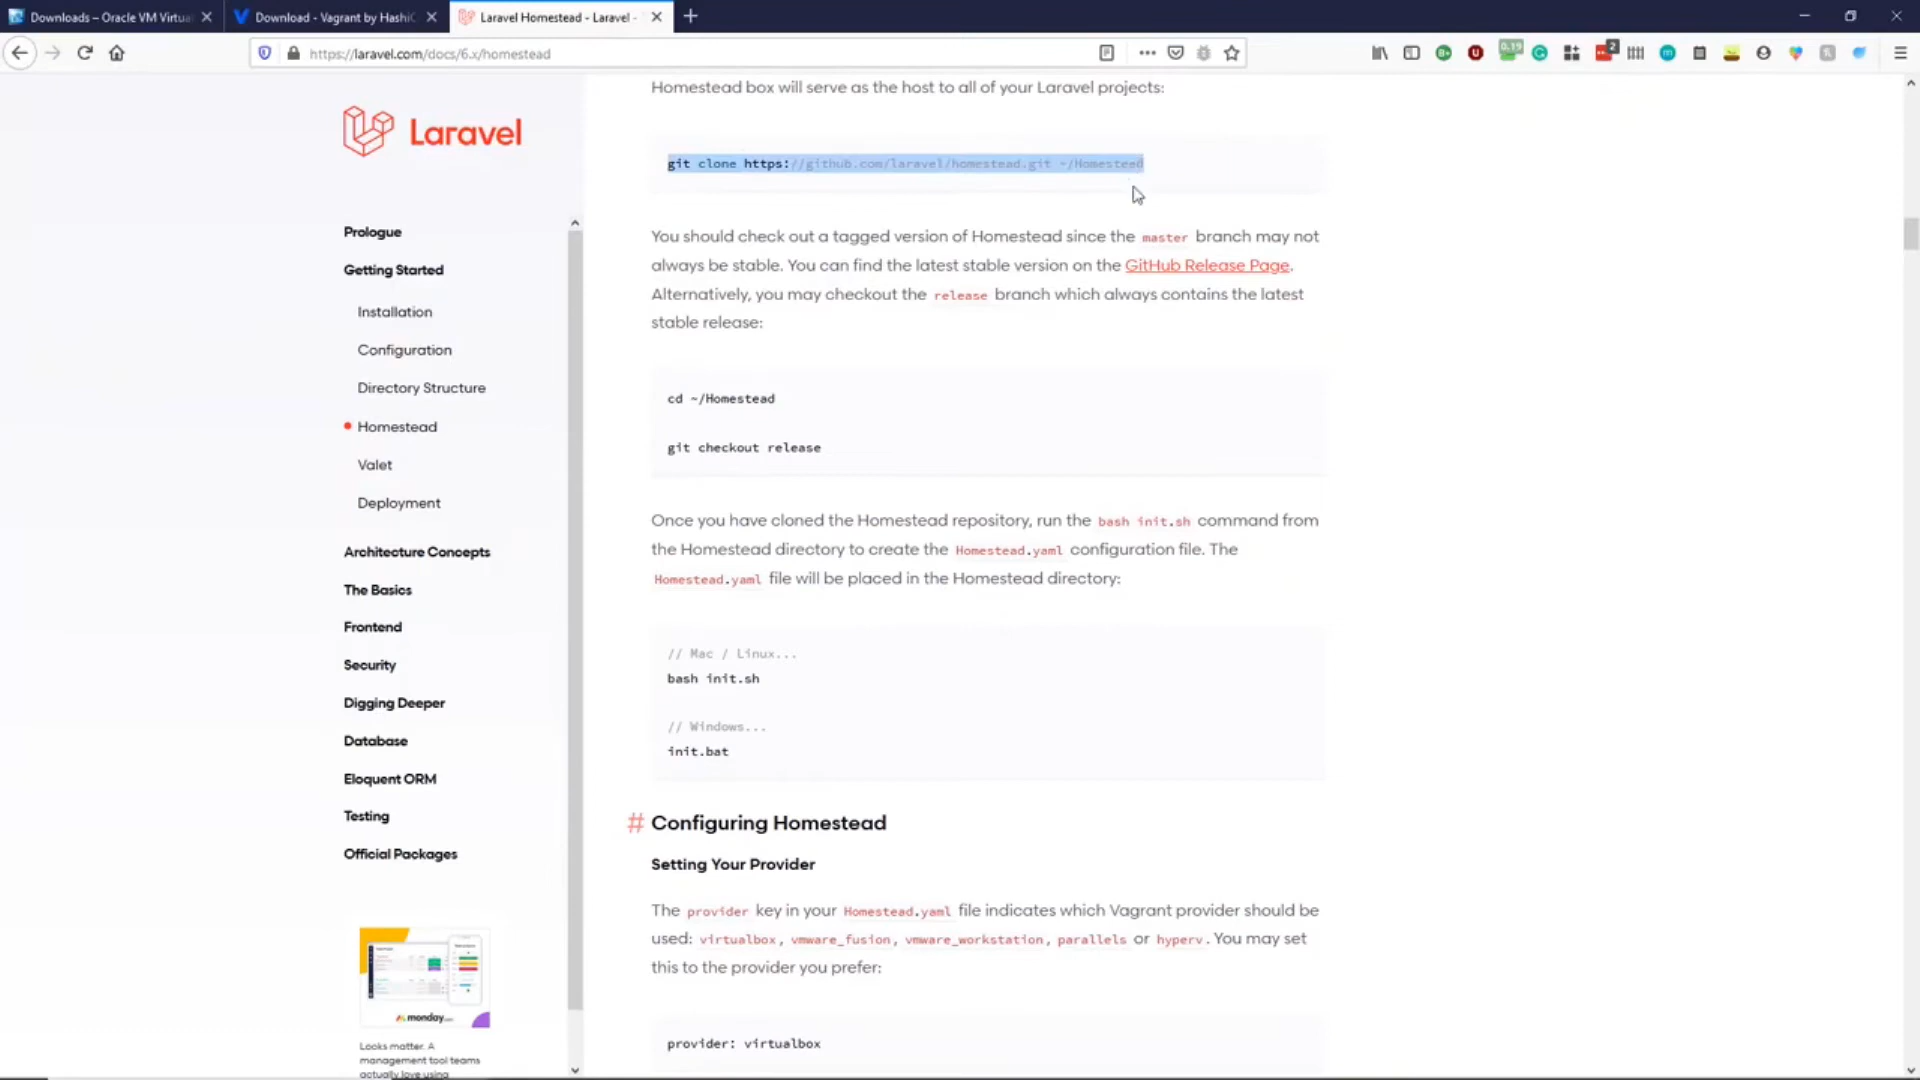 Downloads – Oracle VM Virtua
Download - Vagrant by HashiC
Laravel Homestead - Laravel -
https://laravel.com/docs/6.x/homestead
0.19
2
Laravel
Prologue
Getting Started
Installation
Configuration
Directory Structure
Homestead
Valet
Deployment
Architecture Concepts
The Basics
Frontend
Security
Digging Deeper
Database
Eloquent ORM
Testing
Official Packages
monday.com
Looks matter. A
management tool teams
actually love using
Homestead box will serve as the host to all of your Laravel projects:
git clone https://github.com/laravel/homestead.git ~/Homestead
You should check out a tagged version of Homestead since the master branch may not
always be stable. You can find the latest stable version on the GitHub Release Page.
Alternatively, you may checkout the release branch which always contains the latest
stable release:
cd ~/Homestead
git checkout release
Once you have cloned the Homestead repository, run the bash init.sh command from
the Homestead directory to create the Homestead.yaml configuration file. The
Homestead.yaml file will be placed in the Homestead directory:
// Mac / Linux...
bash init.sh
// Windows...
init.bat
# Configuring Homestead
Setting Your Provider
The provider key in your Homestead.yaml file indicates which Vagrant provider should be
used: virtualbox, vmware_fusion, vmware_workstation, parallels or hyperv. You may set
this to the provider you prefer:
provider: virtualbox